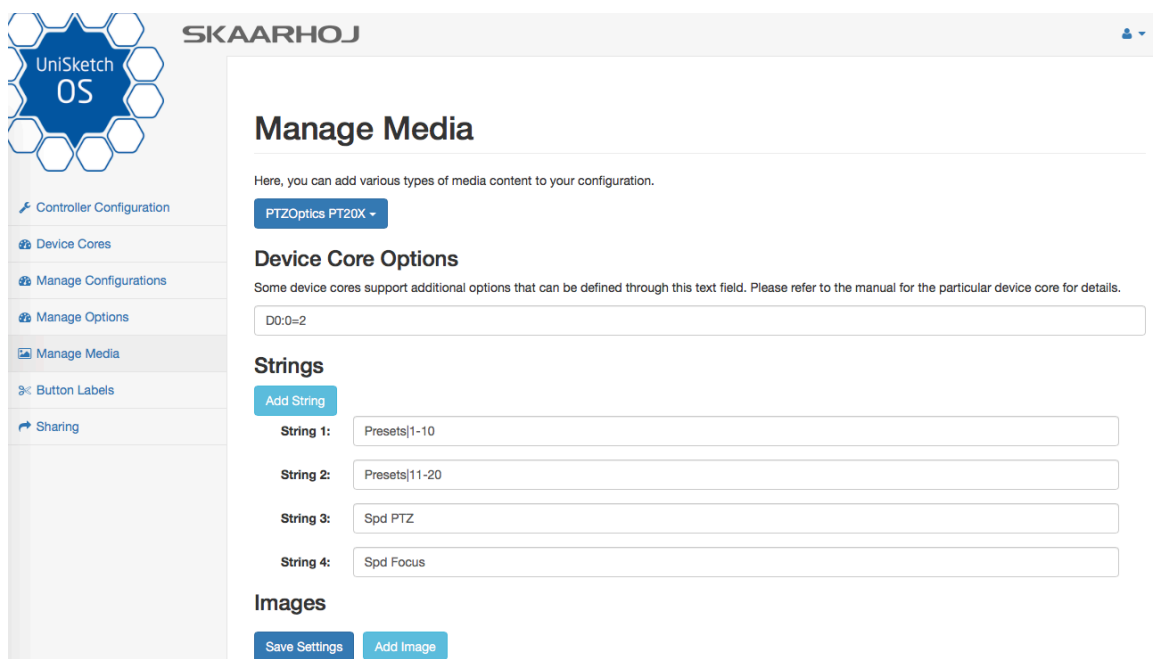 SKAARHOJ
UniSketch
OS
Controller Configuration
Device Cores
Manage Configurations
Manage Options
Manage Media
Button Labels
Sharing
Manage Media
Here, you can add various types of media content to your configuration.
PTZOptics PT20X
Device Core Options
Some device cores support additional options that can be defined through this text field. Please refer to the manual for the particular device core for details.
D0:0=2
Strings
Add String
String 1: Presets|1-10
String 2: Presets|11-20
String 3: Spd PTZ
String 4: Spd Focus
Images
Save Settings Add Image